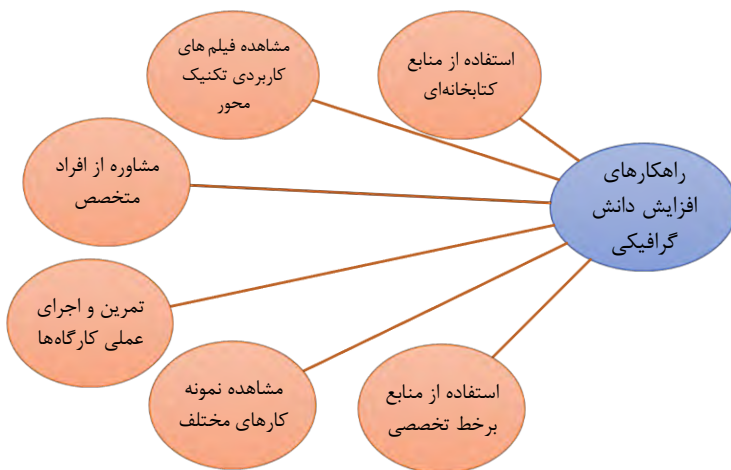 راهکارهای
افزایش دانش
گرافیکی
استفاده از منابع
کتابخانه‌ای
مشاهده فیلم های
کاربردی تکنیک
محور
مشاوره از افراد
متخصص
تمرین و اجرای
عملی کارگاه‌ها
مشاهده نمونه
کارهای مختلف
استفاده از منابع
برخط تخصصی